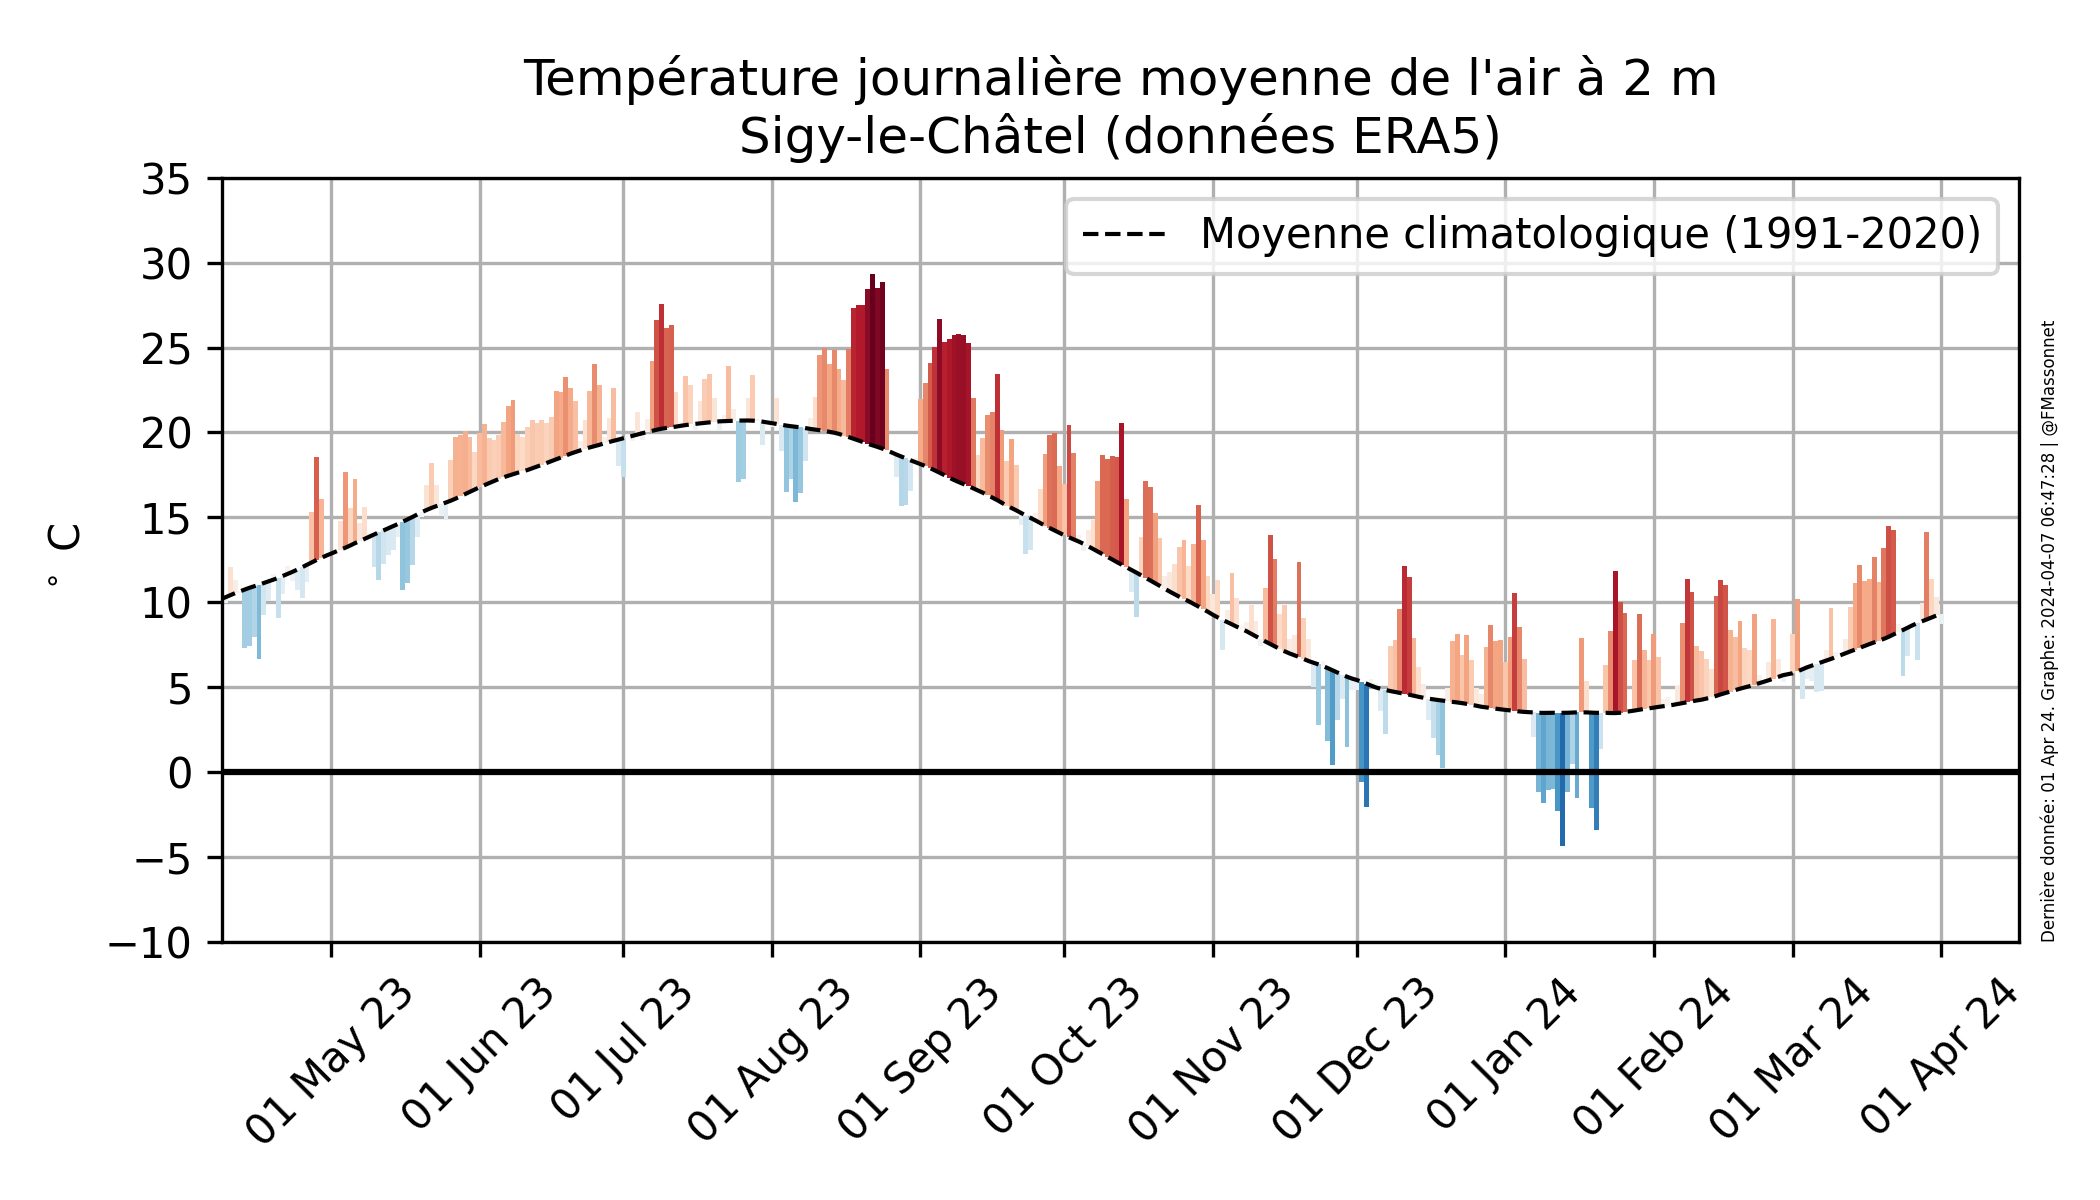 Température journalière moyenne de l'air à 2 m
Sigy-le-Châtel (données ERA5)
Moyenne climatologique (1991-2020)
° C
35
30
25
20
15
10
5
0
−5
−10
01 May 23
01 Jun 23
01 Jul 23
01 Aug 23
01 Sep 23
01 Oct 23
01 Nov 23
01 Dec 23
01 Jan 24
01 Feb 24
01 Mar 24
01 Apr 24
Dernière donnée: 01 Apr 24. Graphe: 2024-04-07 06:47:28 | @FMassonnet